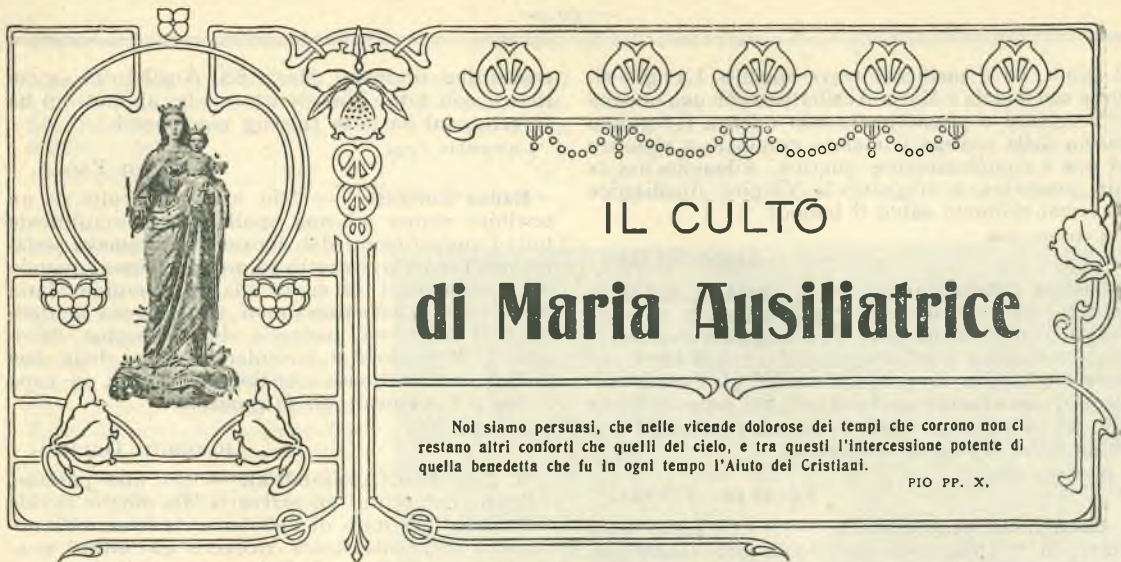 IL CULTO
di Maria Ausiliatrice
Noi siamo persuasi, che nelle vicende dolorose dei tempi che corrono non ci
restano altri conforti che quelli del cielo, e tra questi l'intercessione potente di
quella benedetta che fu in ogni tempo l'Aiuto dei Cristiani.
PIO PP. X.